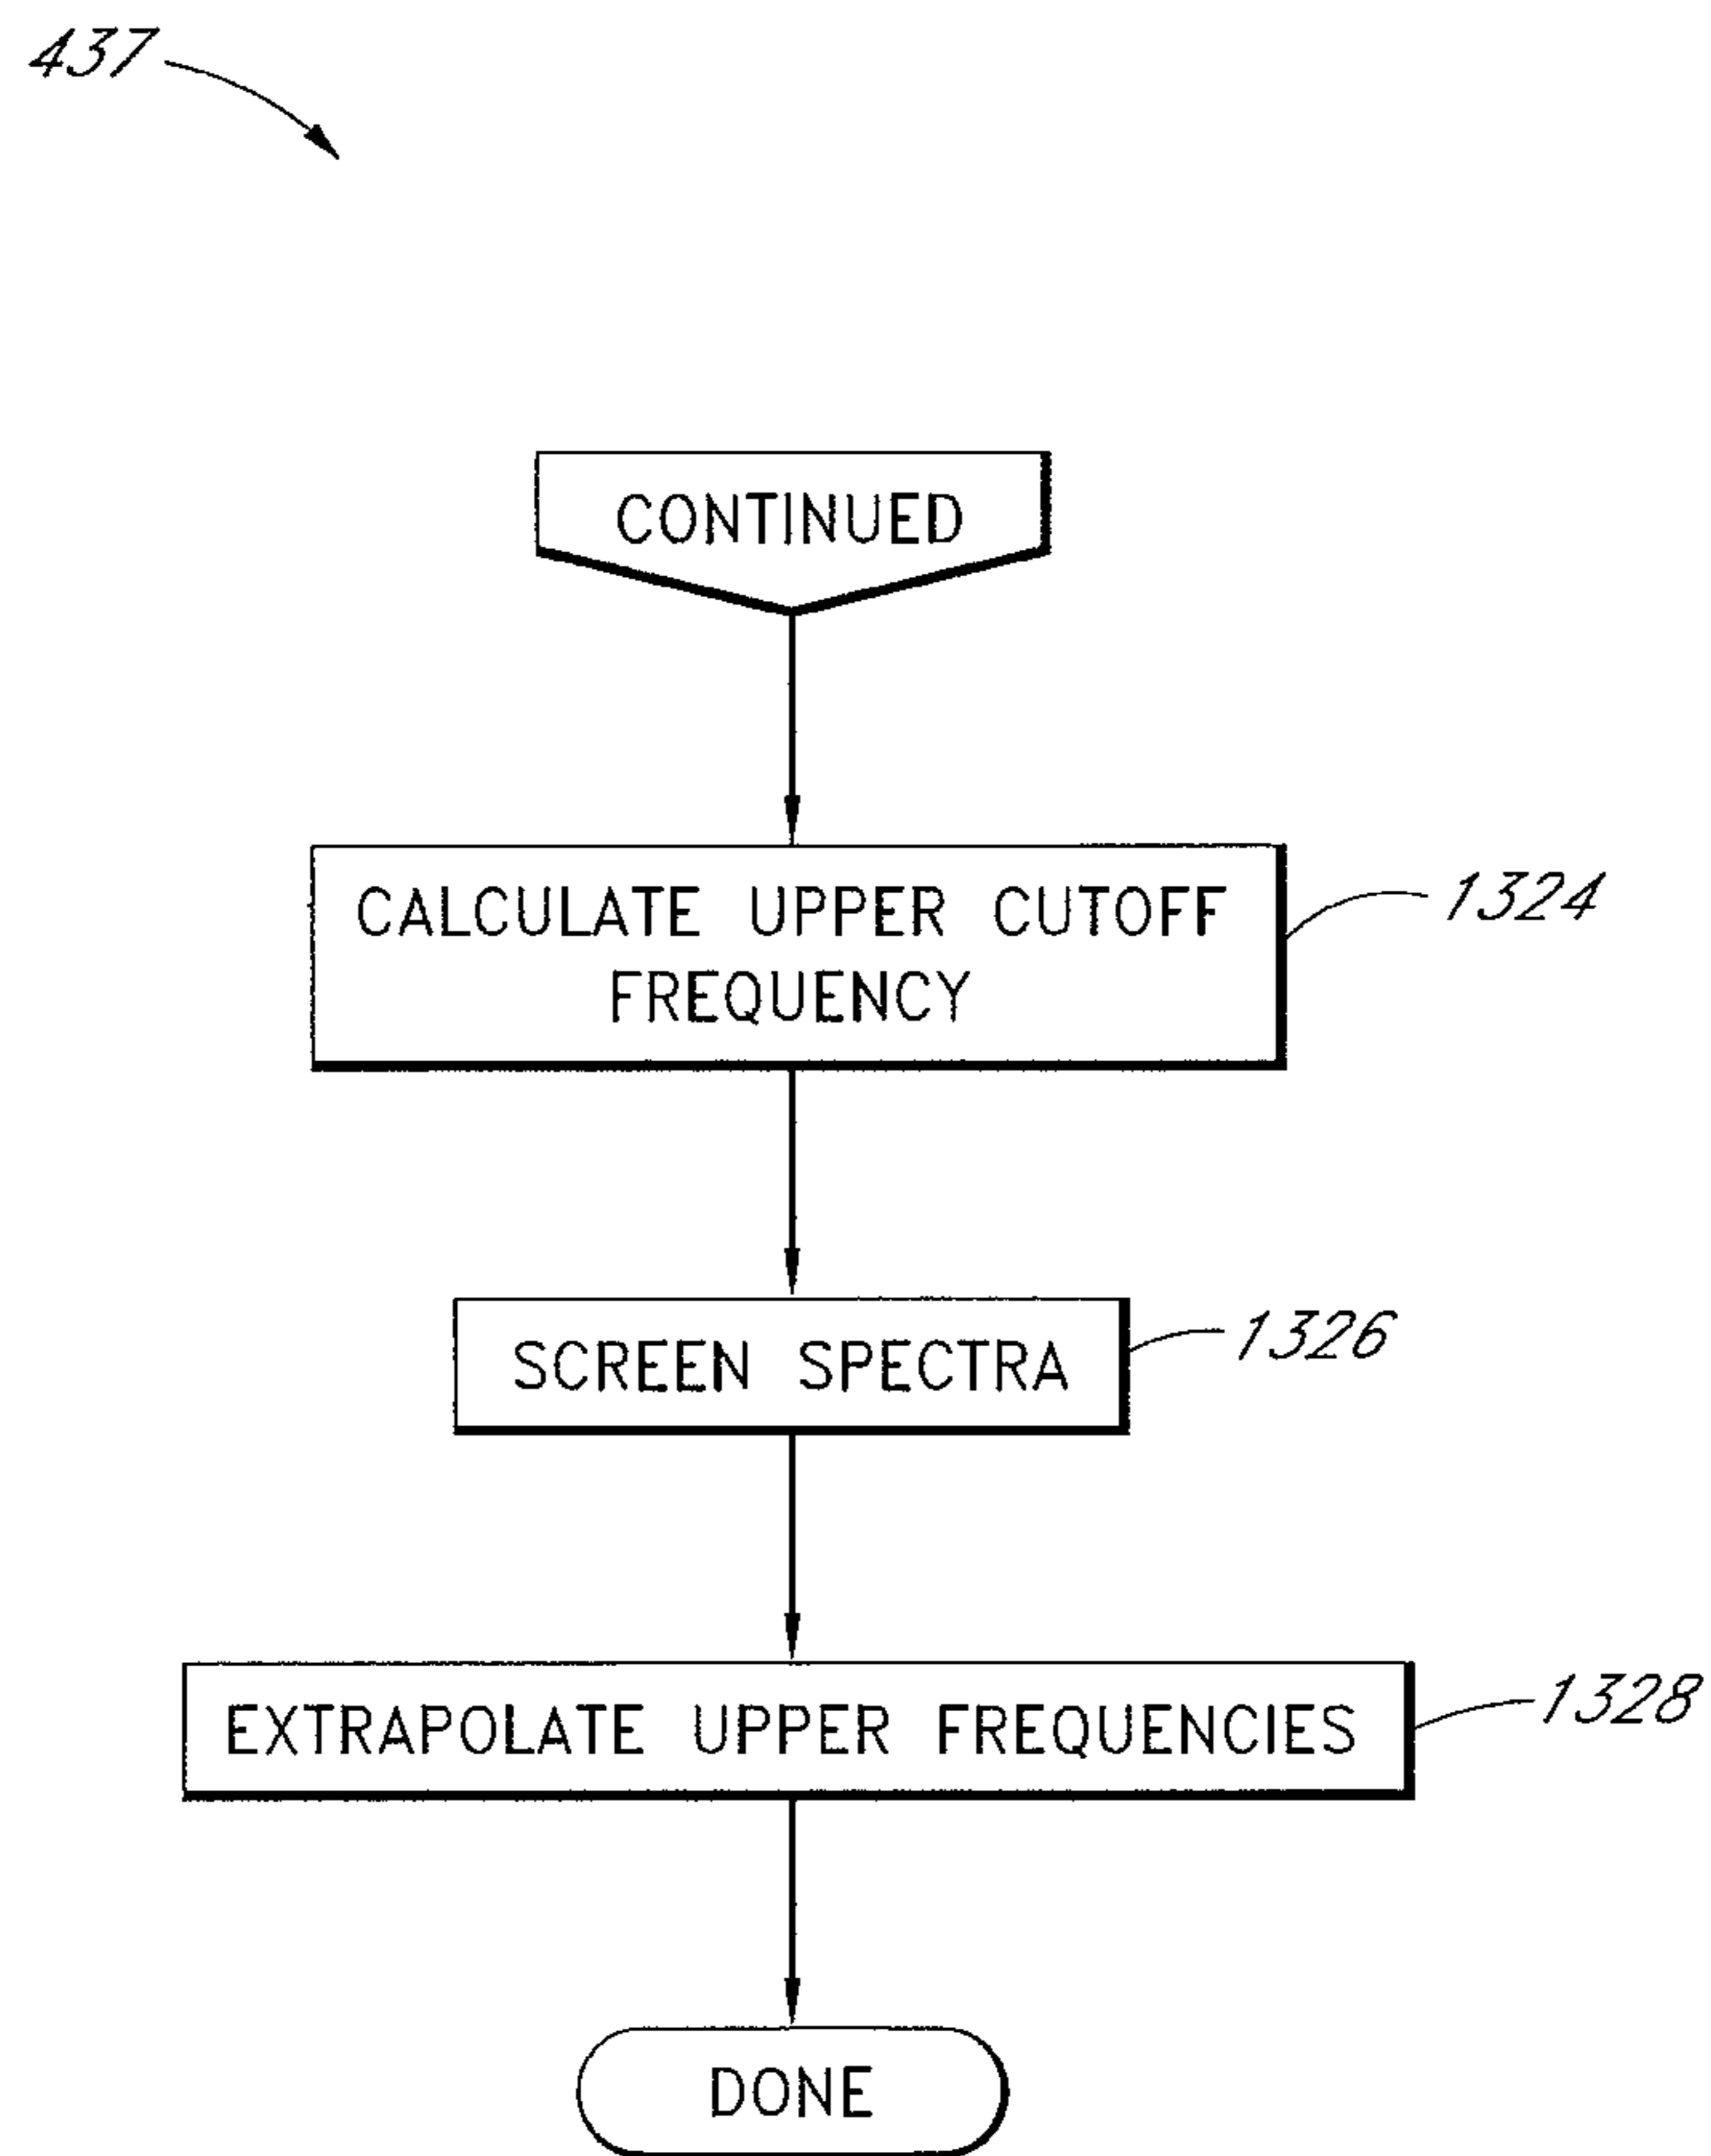 437
CONTINUED
CALCULATE UPPER CUTOFF
FREQUENCY
1324
SCREEN SPECTRA
1326
EXTRAPOLATE UPPER FREQUENCIES
1328
DONE